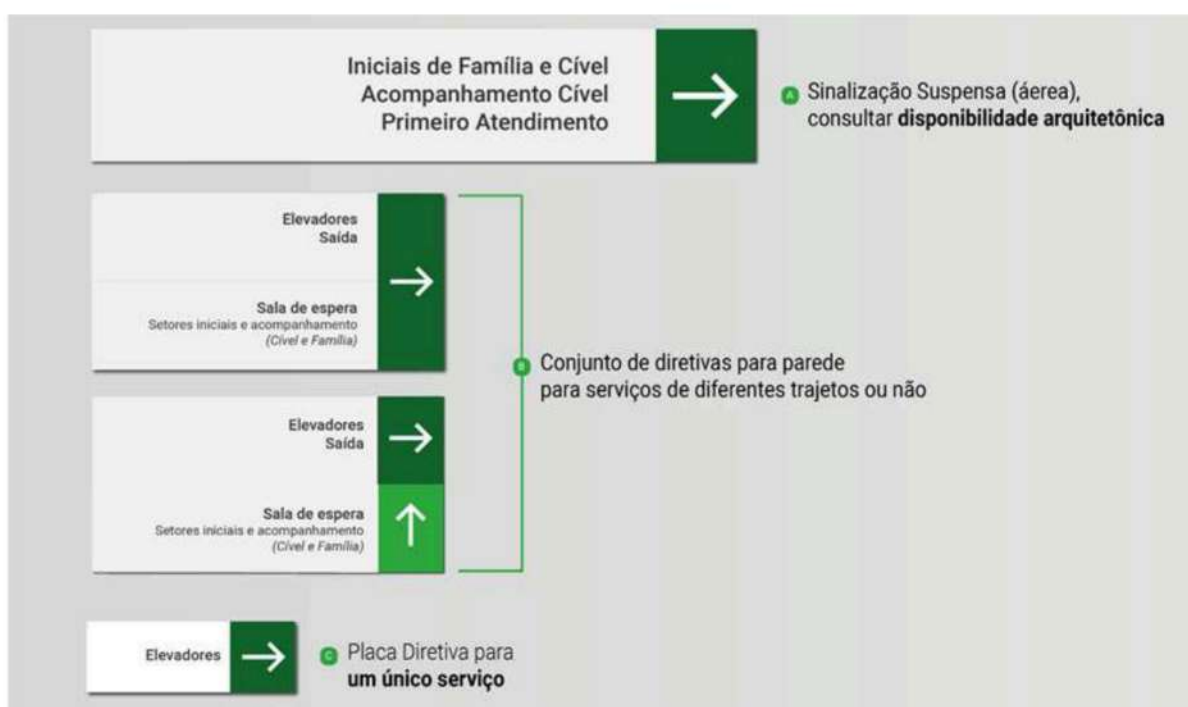 Iniciais de Família e Cível
Acompanhamento Cível
Primeiro Atendimento
A Sinalização Suspensa (áerea),
consultar disponibilidade arquitetônica
Elevadores
Saída
Sala de espera
Setores iniciais e acompanhamento
(Cível e Família)
B Conjunto de diretivas para parede
para serviços de diferentes trajetos ou não
Elevadores
Saída
Sala de espera
Setores iniciais e acompanhamento
(Cível e Família)
Elevadores
C Placa Diretiva para
um único serviço